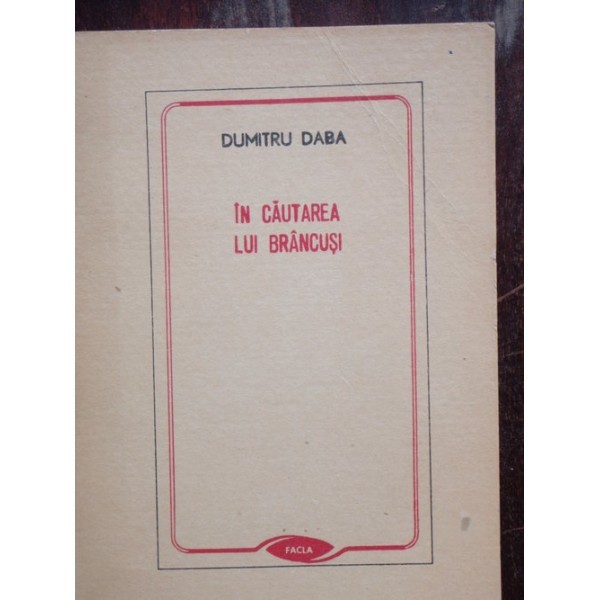 DUMITRU DABA
ÎN CĂUTAREA
LUI BRÂNCUȘI
FACLA